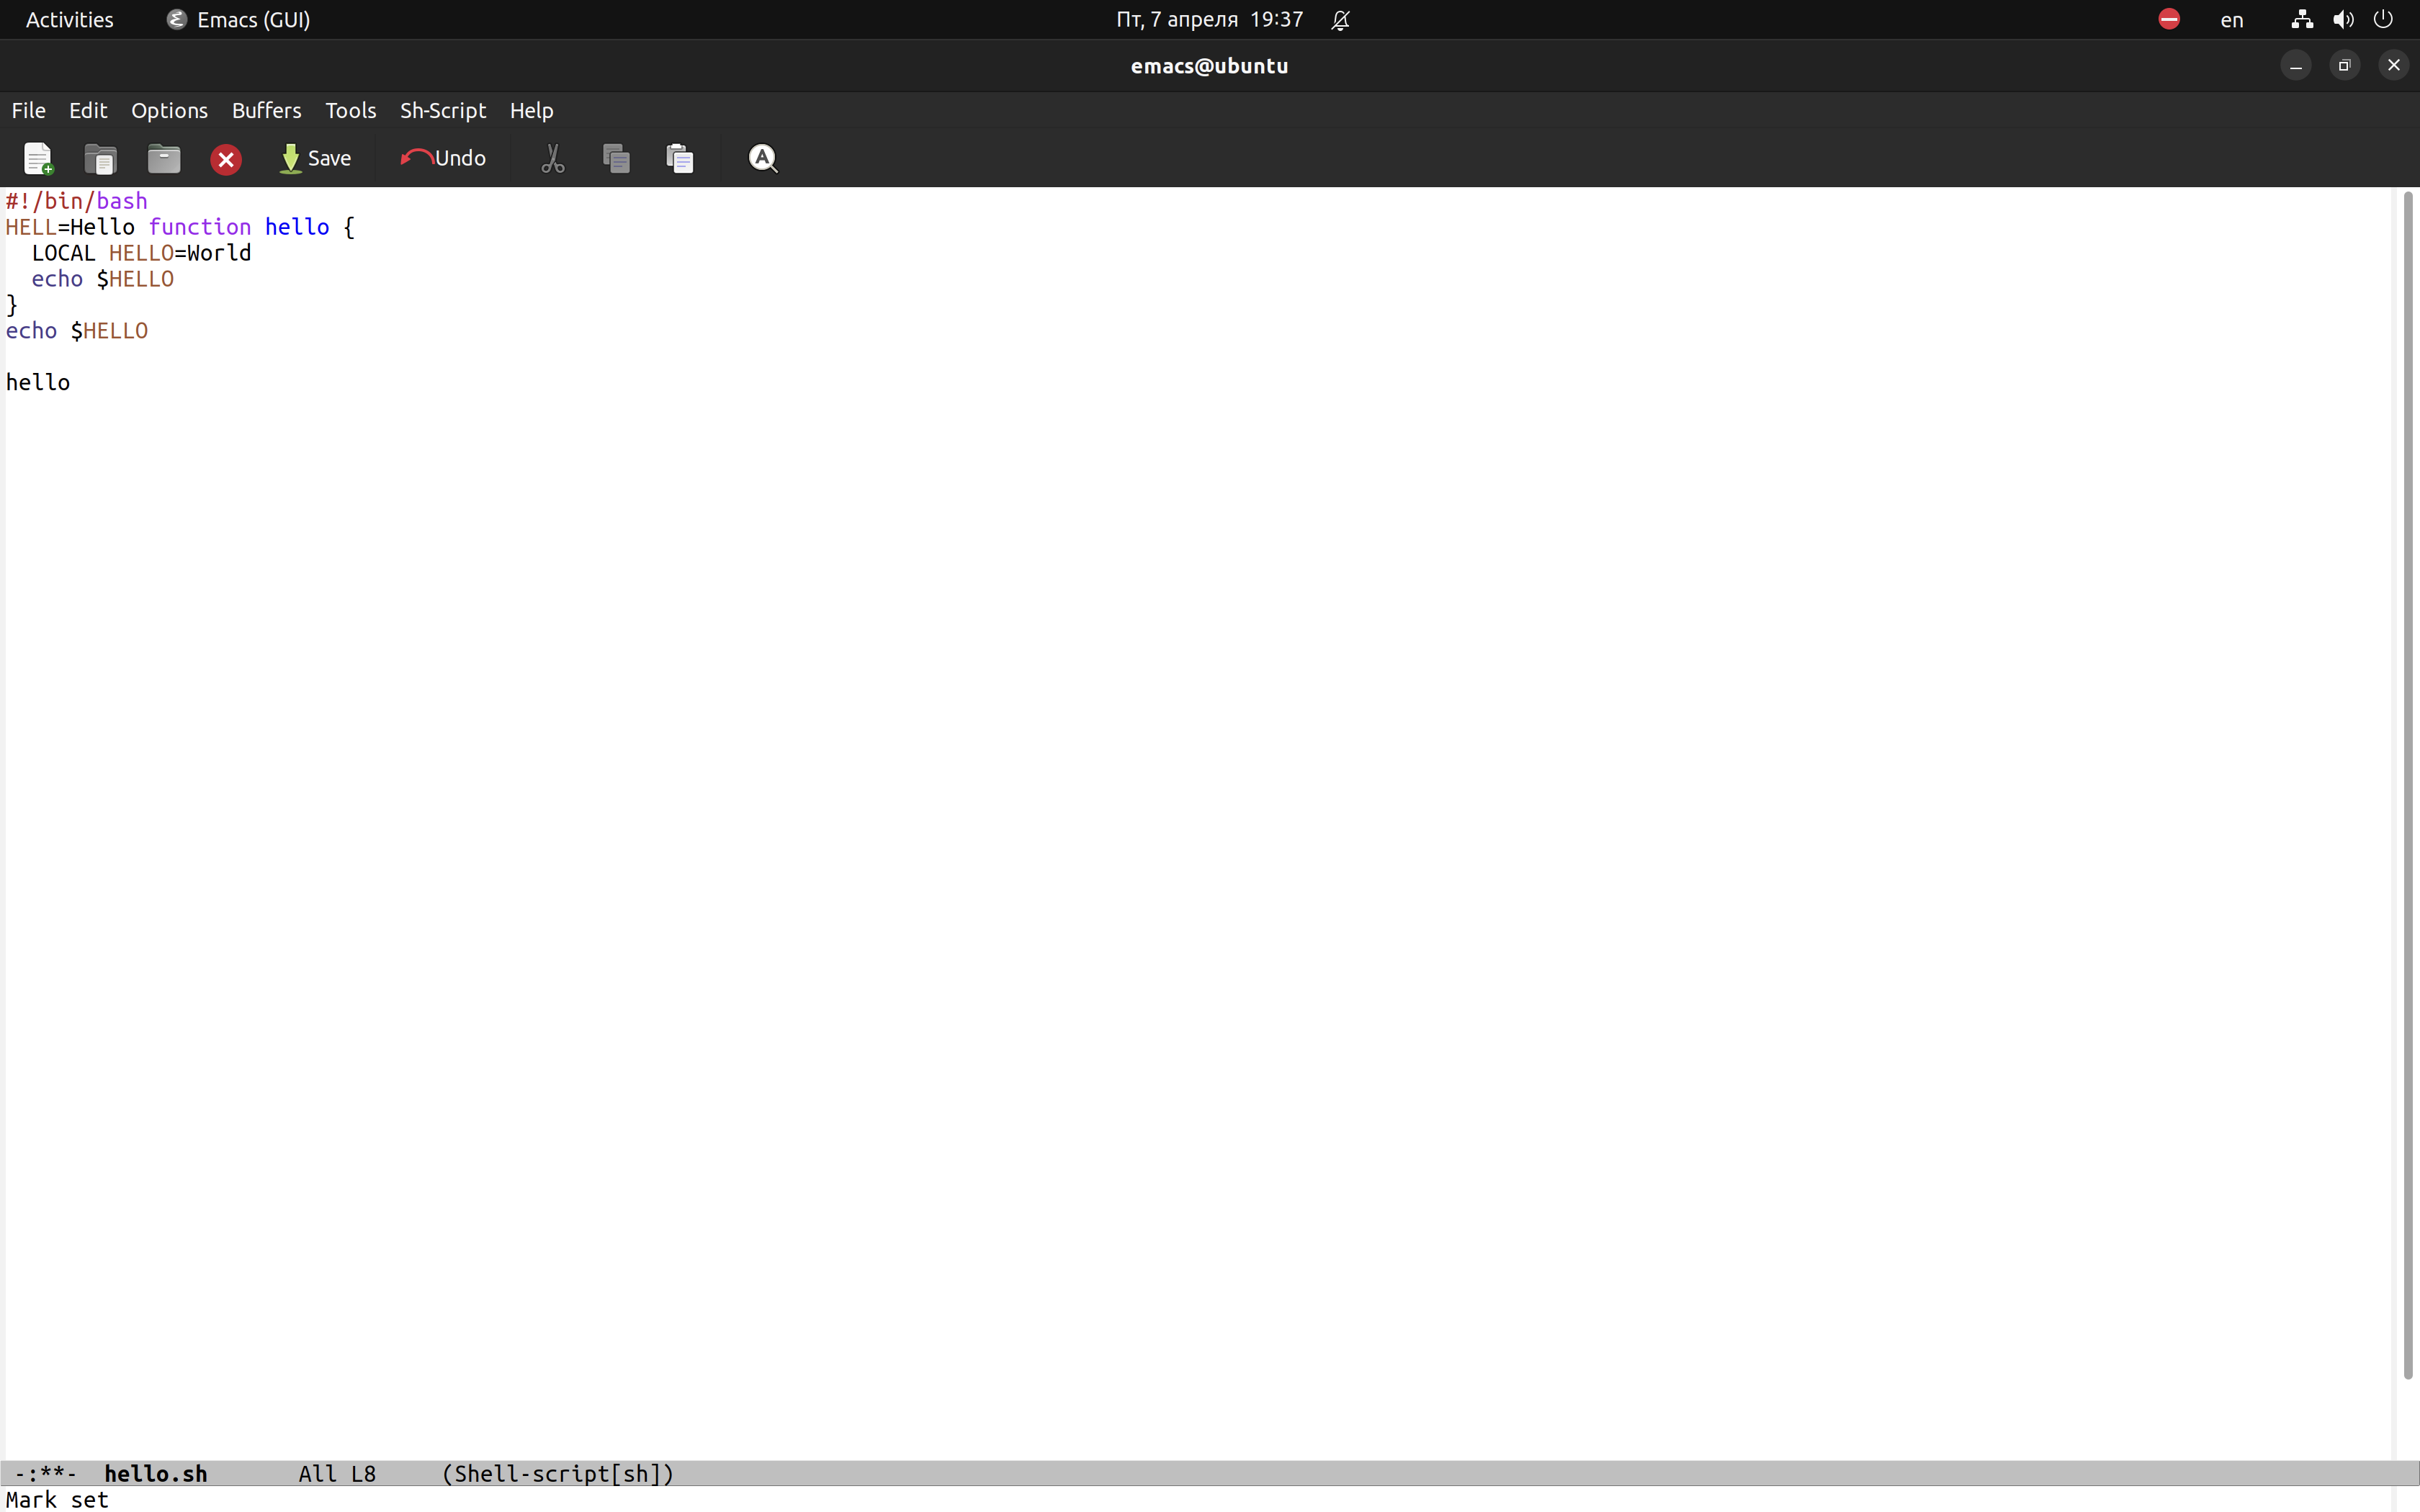 Activities Emacs (GUI) Пт, 7 апреля 19:37 en
emacs@ubuntu
File Edit Options Buffers Tools Sh-Script Help
Save Undo
#!/bin/bash
HELL=Hello function hello {
  LOCAL HELLO=World
  echo $HELLO
}
echo $HELLO
hello
-:**- hello.sh All L8 (Shell-script[sh])
Mark set